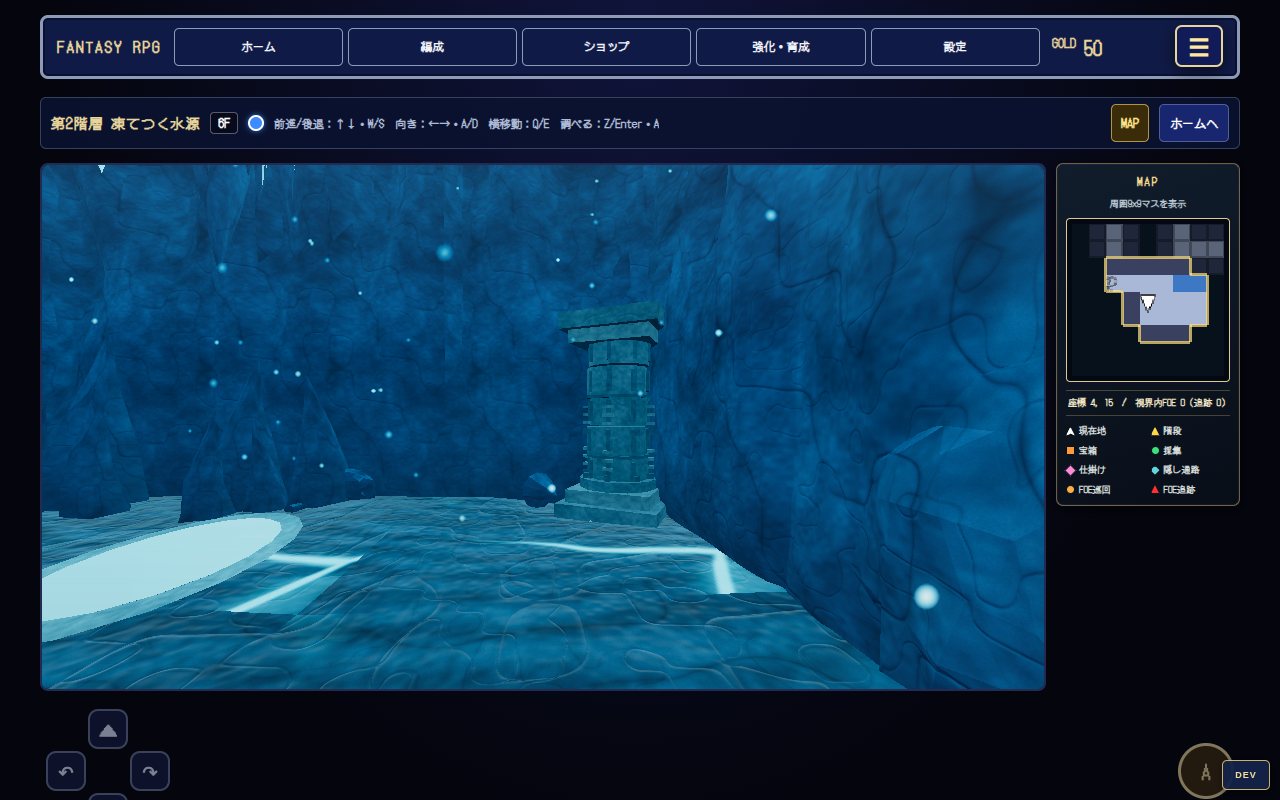 FANTASY RPG
ホーム
編成
ショップ
強化・育成
設定
GOLD 50
第2階層 凍てつく水源
6F
前進/後退：↑↓・W/S 向き：←→・A/D 横移動：Q/E 調べる：Z/Enter・A
MAP
ホームへ
MAP
周囲9x9マスを表示
座標 4, 15 / 視界内FOE 0 (追跡 0)
現在地
階段
宝箱
採集
仕掛け
隠し通路
FOE巡回
FOE追跡
A
DEV